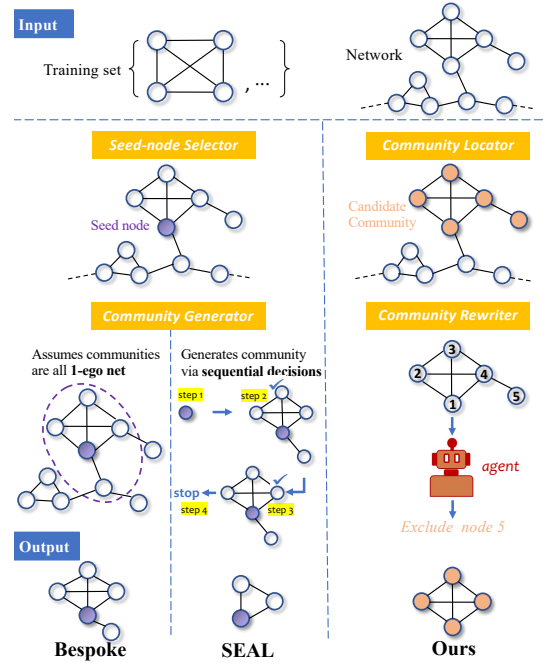 Input
Training set
, ...
Network
Seed-node Selector
Community Locator
Seed node
Candidate
Community
Community Generator
Community Rewriter
Assumes communities
are all 1-ego net
Generates community
via sequential decisions
step 1
step 2
stop
step 4
step 3
3
2
4
1
5
agent
Exclude node 5
Output
Bespoke
SEAL
Ours